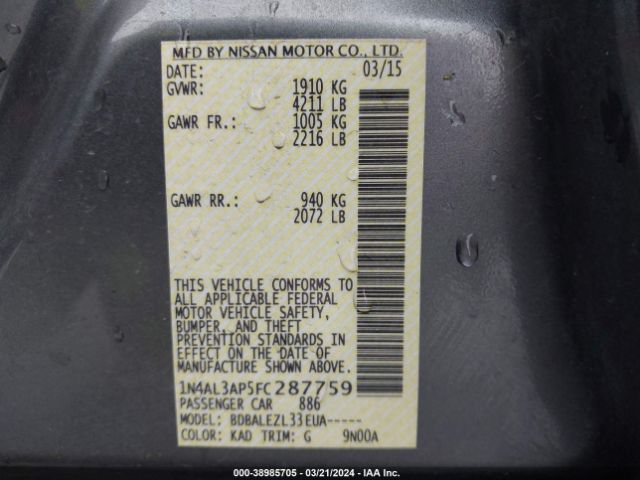 MFD BY NISSAN MOTOR CO., LTD.
DATE: 03/15
GVWR: 1910 KG
4211 LB
GAWR FR.: 1005 KG
2216 LB
GAWR RR.: 940 KG
2072 LB
THIS VEHICLE CONFORMS TO
ALL APPLICABLE FEDERAL
MOTOR VEHICLE SAFETY,
BUMPER, AND THEFT
PREVENTION STANDARDS IN
EFFECT ON THE DATE OF
MANUFACTURE SHOWN ABOVE.
1N4AL3AP5FC287759
PASSENGER CAR 886
MODEL: BDBALEZL33EUA-----
COLOR: KAD TRIM: G 9N00A
000-38985705 - 03/21/2024 - IAA Inc.